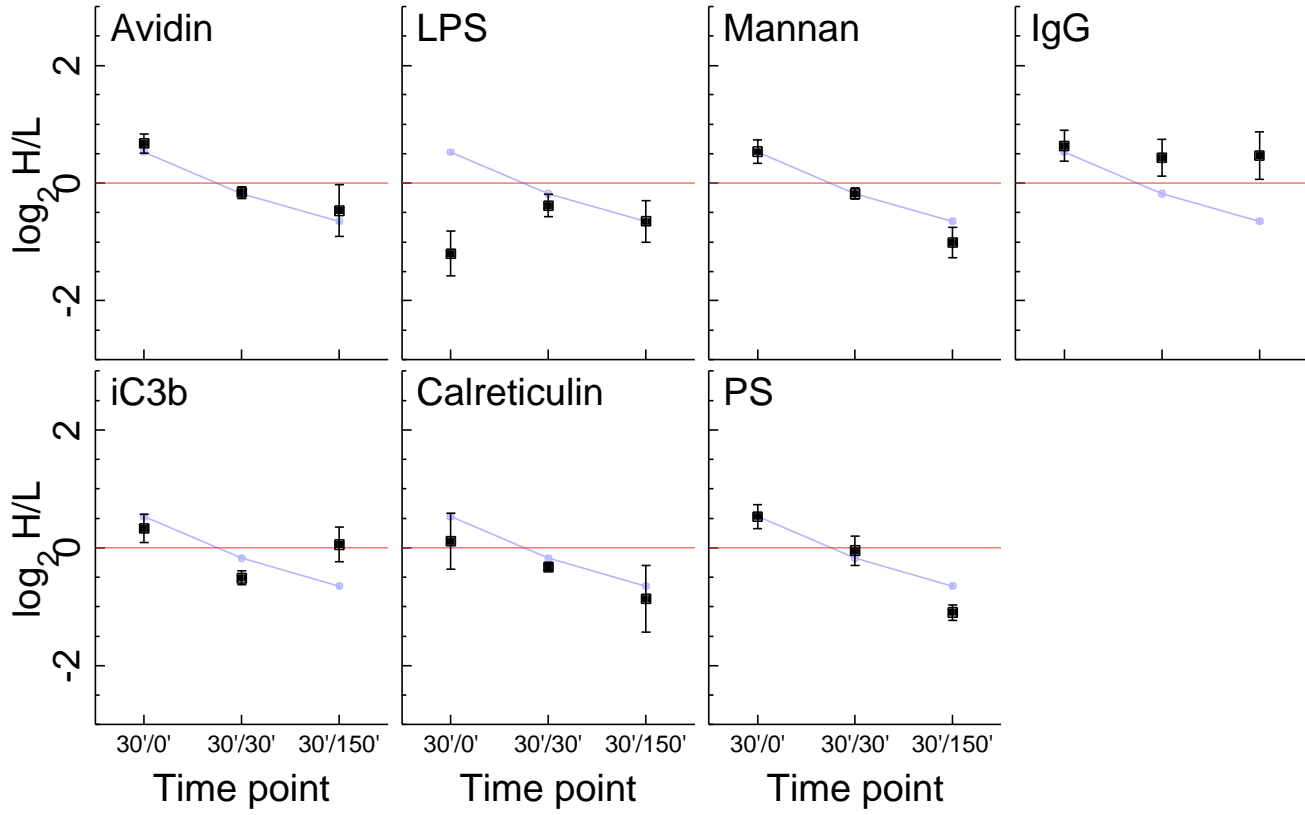 Avidin LPS Mannan IgG
2
0
-2
log2 H/L
iC3b Calreticulin PS
2
0
-2
log2 H/L
30'/0' 30'/30' 30'/150' 30'/0' 30'/30' 30'/150' 30'/0' 30'/30' 30'/150'
Time point Time point Time point